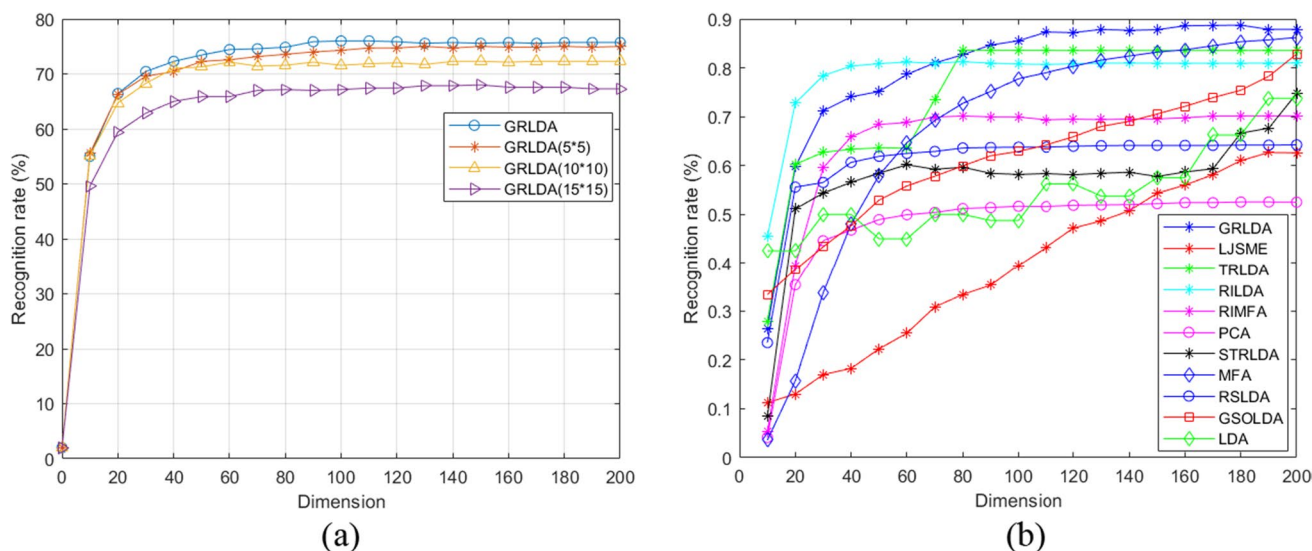 80
70
60
50
40
30
20
10
0
Recognition rate (%)
0 20 40 60 80 100 120 140 160 180 200
Dimension
GRLDA
GRLDA(5*5)
GRLDA(10*10)
GRLDA(15*15)
(a)
0.9
0.8
0.7
0.6
0.5
0.4
0.3
0.2
0.1
0
Recognition rate (%)
0 20 40 60 80 100 120 140 160 180 200
Dimension
GRLDA
LJSME
TRLDA
RILDA
RIMFA
PCA
STRLDA
MFA
RSLDA
GSOLDA
LDA
(b)